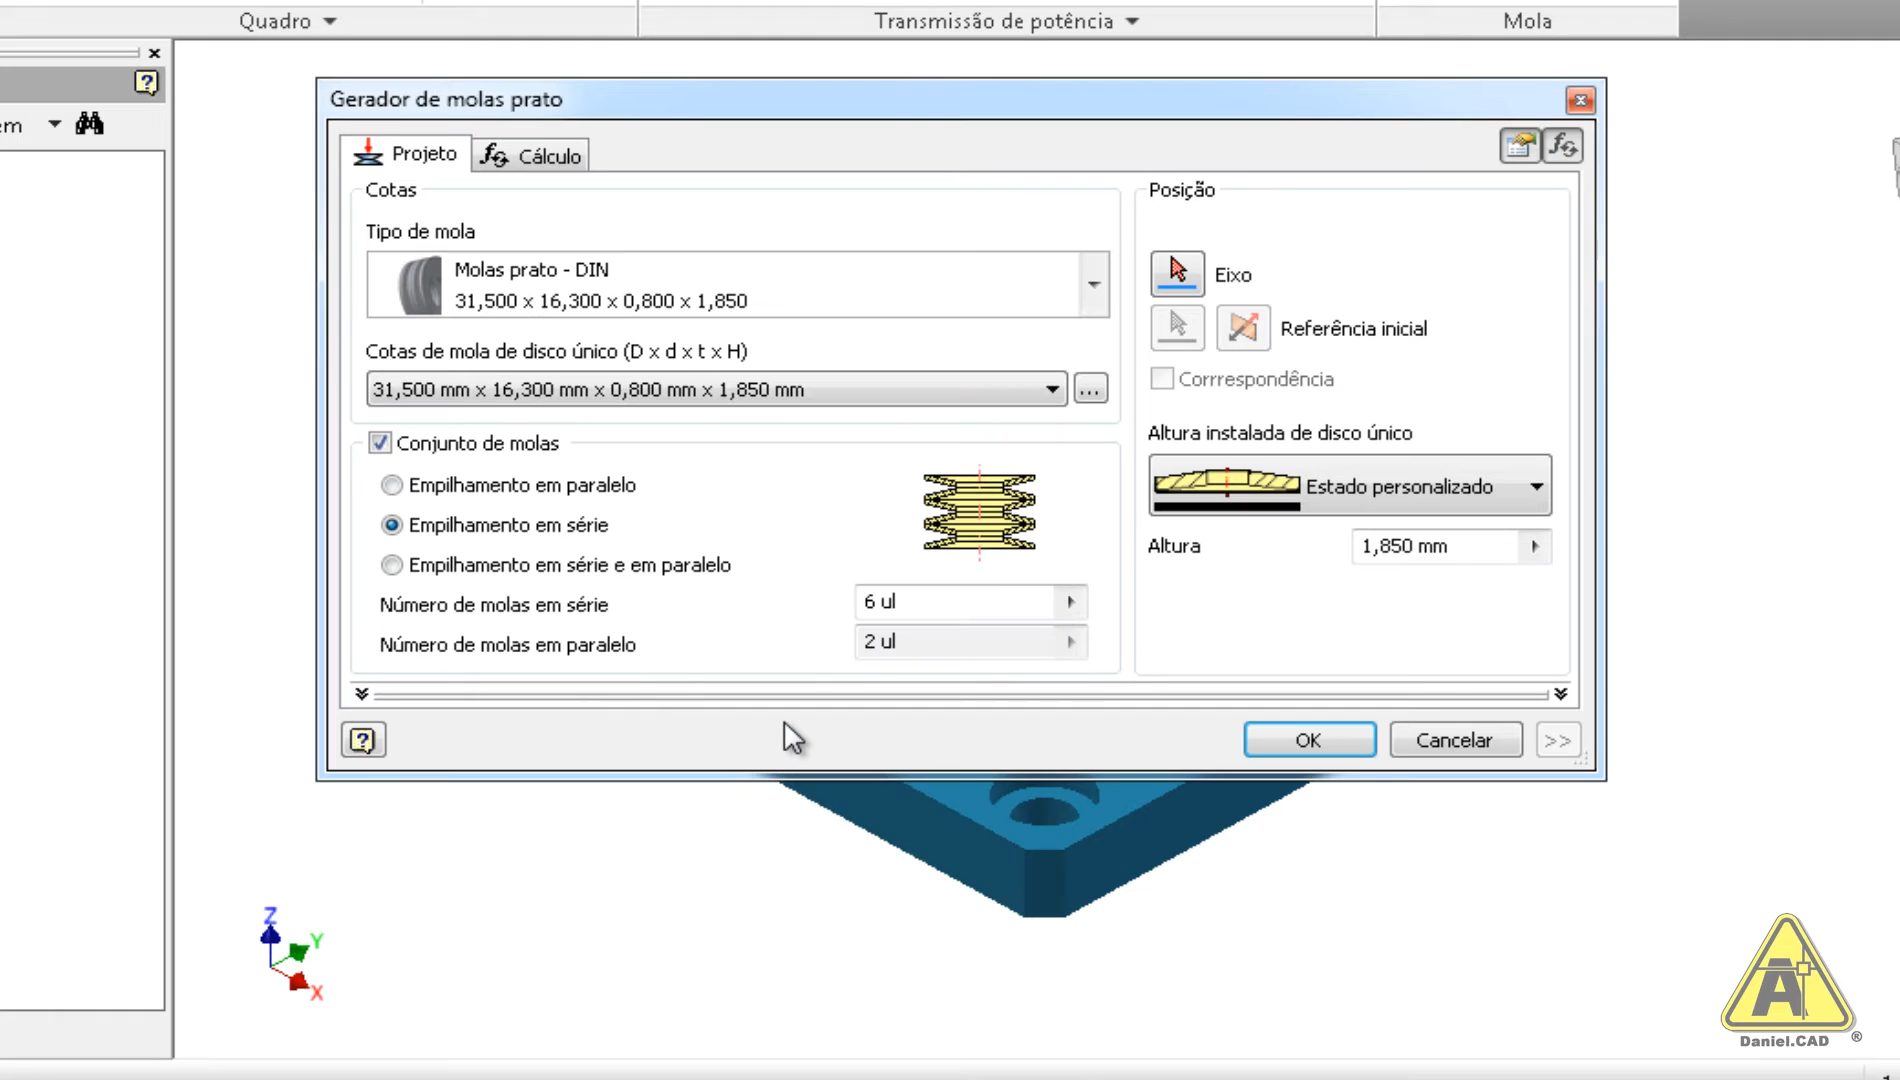 Quadro
Transmissão de potência
Mola
em
Gerador de molas prato
Projeto
Cálculo
Cotas
Tipo de mola
Molas prato - DIN
31,500 x 16,300 x 0,800 x 1,850
Cotas de mola de disco único (D x d x t x H)
31,500 mm x 16,300 mm x 0,800 mm x 1,850 mm
...
Conjunto de molas
Empilhamento em paralelo
Empilhamento em série
Empilhamento em série e em paralelo
Número de molas em série
6 ul
Número de molas em paralelo
2 ul
Posição
Eixo
Referência inicial
Corrrespondência
Altura instalada de disco único
Estado personalizado
Altura
1,850 mm
OK
Cancelar
>>
Z
Y
X
A
Daniel.CAD ®